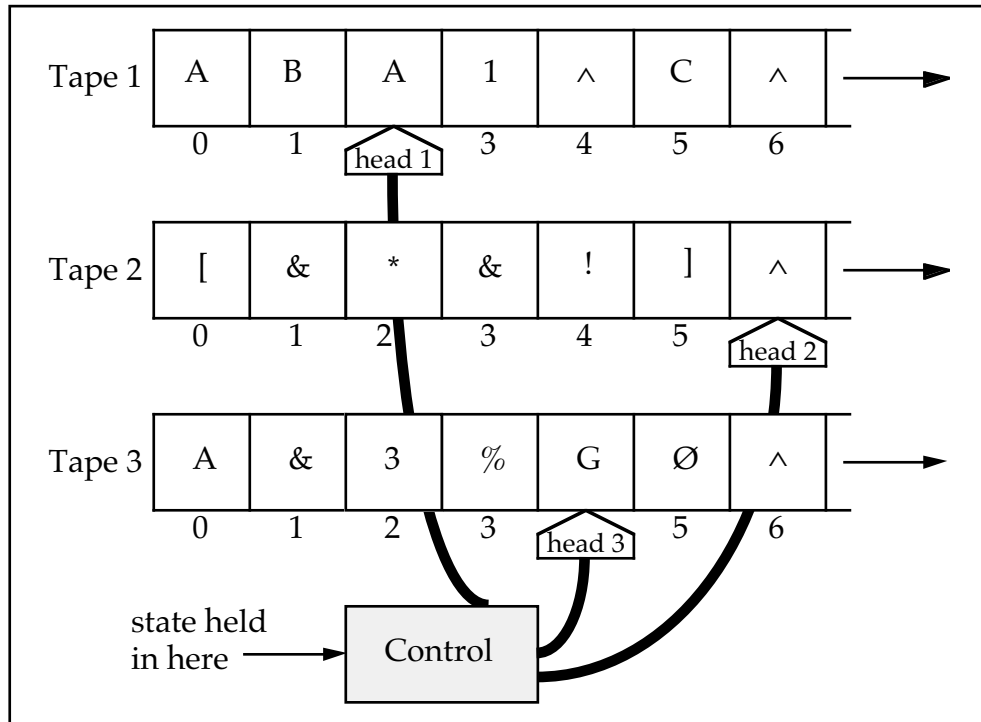 Tape 1 A B A 1 ^ C ^
0 1 3 4 5 6
head 1
Tape 2 [ & * & ! ] ^
0 1 2 3 4 5
head 2
Tape 3 A & 3 % G Ø ^
0 1 2 3 5 6
head 3
state held
in here
Control